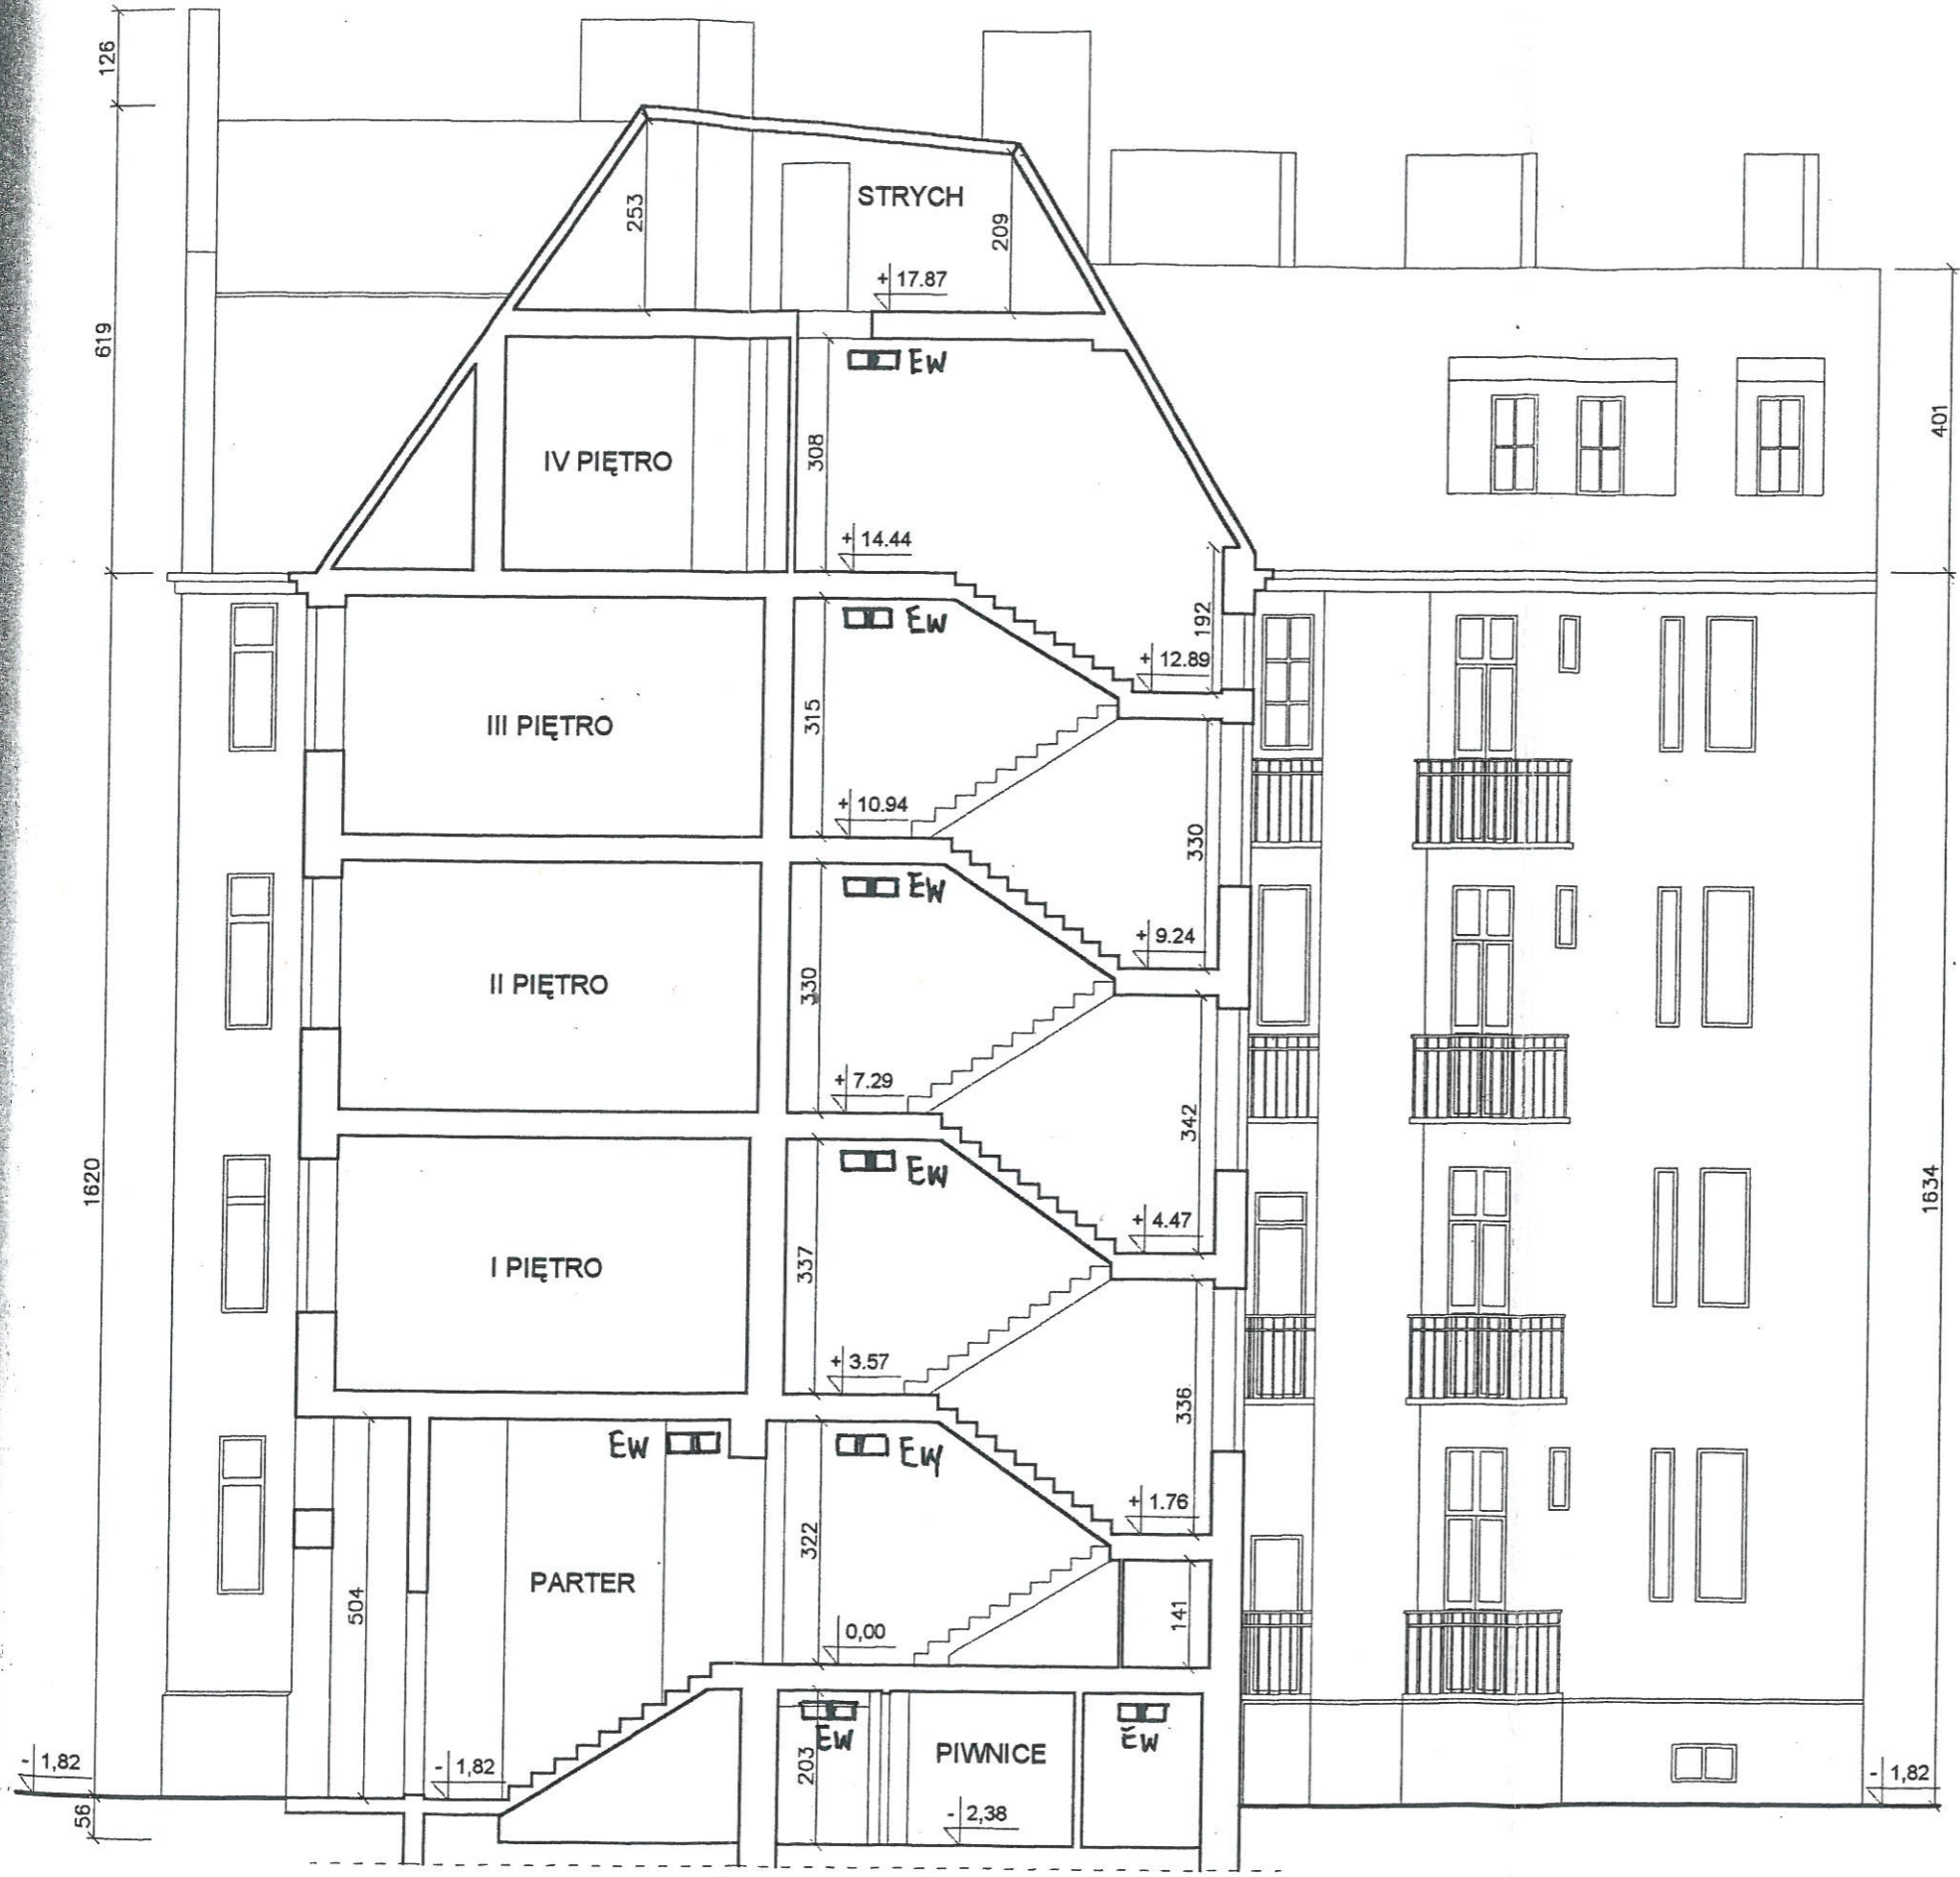 126
STRYCH
253
209
+ 17.87
619
EW
401
IV PIĘTRO
308
+ 14.44
EW
192
+ 12.89
III PIĘTRO
315
+ 10.94
330
EW
+ 9.24
II PIĘTRO
330
+ 7.29
342
EW
1620
1634
+ 4.47
I PIĘTRO
337
+ 3.57
336
EW
EW
+ 1.76
322
PARTER
504
141
0,00
EW
EW
PIWNICE
203
- 1,82
- 1,82
- 1,82
- 2,38
56